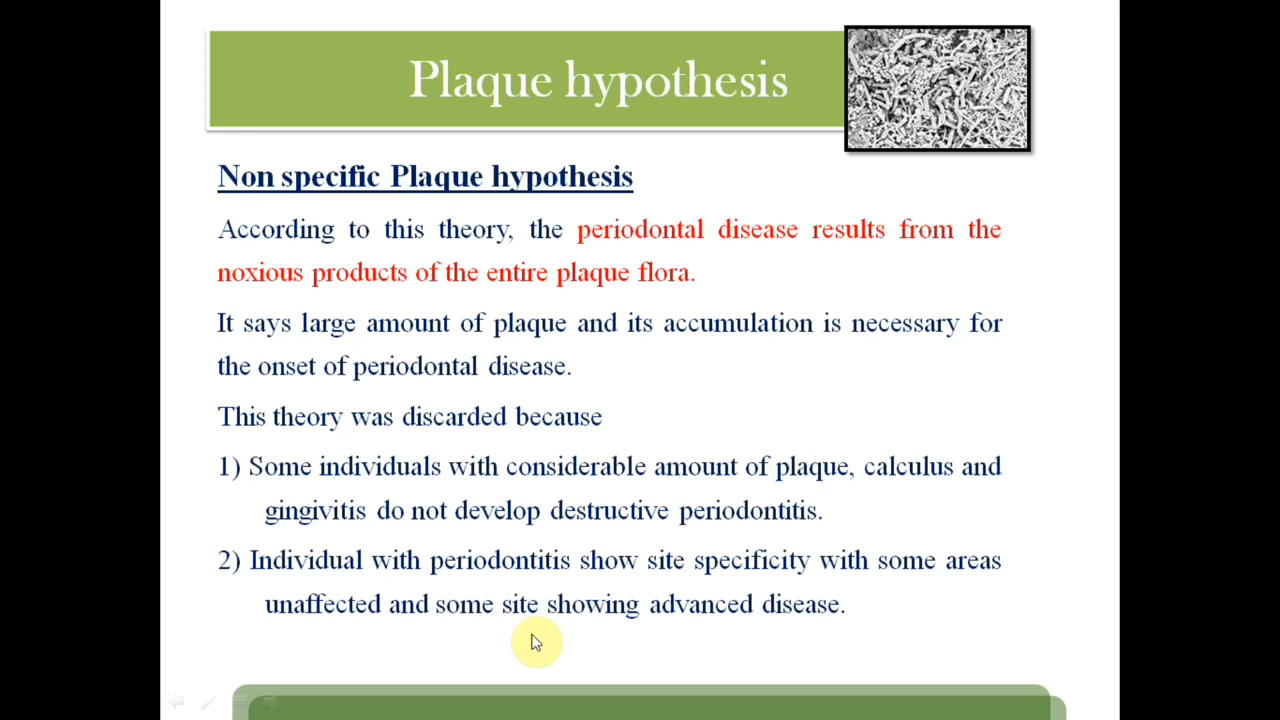 Plaque hypothesis
Non specific Plaque hypothesis
According to this theory, the periodontal disease results from the
noxious products of the entire plaque flora.
It says large amount of plaque and its accumulation is necessary for
the onset of periodontal disease.
This theory was discarded because
1) Some individuals with considerable amount of plaque, calculus and
gingivitis do not develop destructive periodontitis.
2) Individual with periodontitis show site specificity with some areas
unaffected and some site showing advanced disease.